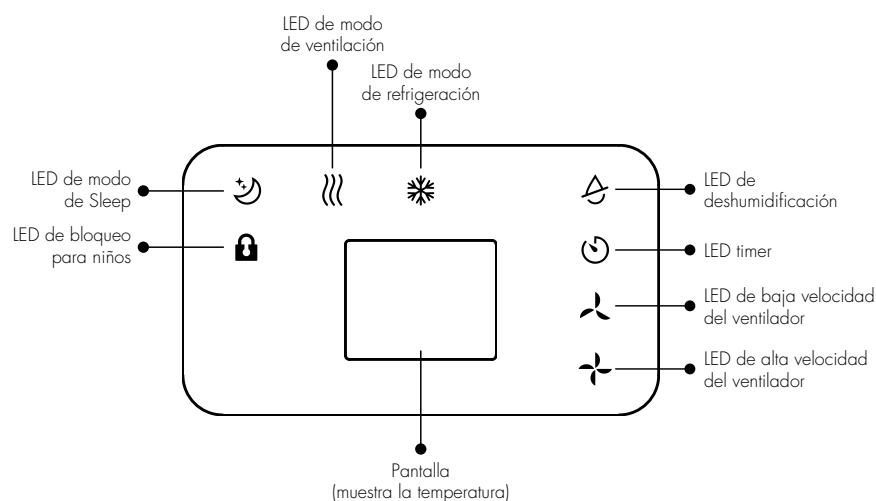 LED de modo
de ventilación
LED de modo
de refrigeración
LED de modo
de Sleep
LED de bloqueo
para niños
LED de
deshumidificación
LED timer
LED de baja velocidad
del ventilador
LED de alta velocidad
del ventilador
Pantalla
(muestra la temperatura)